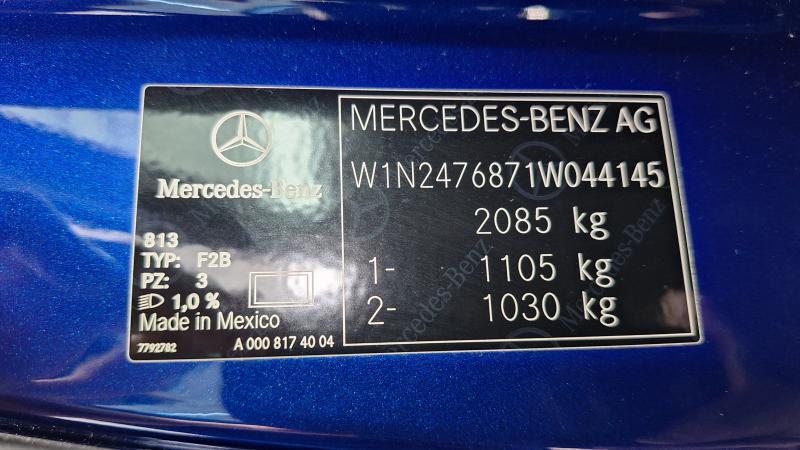 Mercedes-Benz
813
TYP: F2B
PZ: 3
1,0 %
Made in Mexico
7792782
A 000 817 40 04
MERCEDES-BENZ AG
W1N2476871W044145
2085 kg
1- 1105 kg
2- 1030 kg